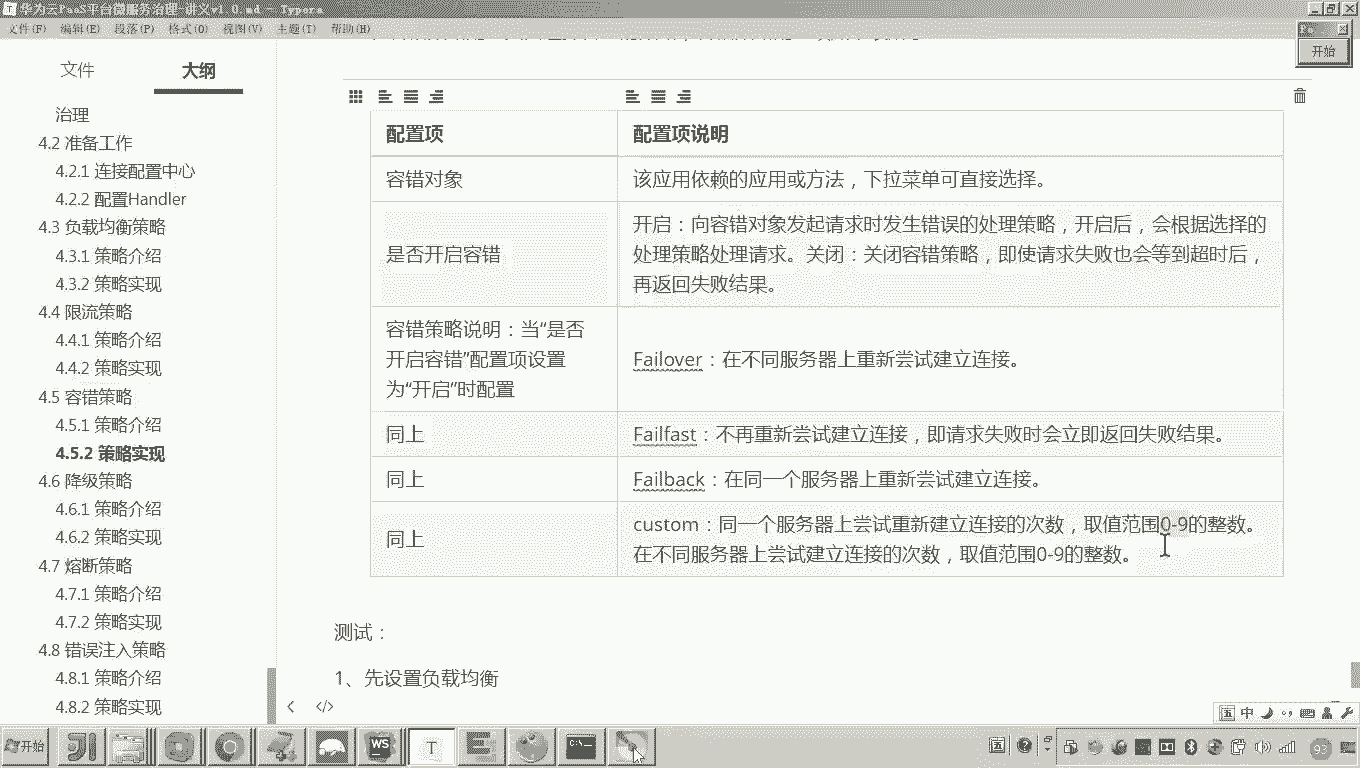 华为云PaaS平台微服务治理-讲义v1.0.md - Typora
文件(F) 编辑(E) 段落(P) 格式(O) 视图(V) 主题(T) 帮助(H)
开始
文件 大纲
治理
4.2 准备工作
4.2.1 连接配置中心
4.2.2 配置Handler
4.3 负载均衡策略
4.3.1 策略介绍
4.3.2 策略实现
4.4 限流策略
4.4.1 策略介绍
4.4.2 策略实现
4.5 容错策略
4.5.1 策略介绍
4.5.2 策略实现
4.6 降级策略
4.6.1 策略介绍
4.6.2 策略实现
4.7 熔断策略
4.7.1 策略介绍
4.7.2 策略实现
4.8 错误注入策略
4.8.1 策略介绍
4.8.2 策略实现
配置项 配置项说明
容错对象 该应用依赖的应用或方法，下拉菜单可直接选择。
是否开启容错 开启：向容错对象发起请求时发生错误的处理策略，开启后，会根据选择的
处理策略处理请求。关闭：关闭容错策略，即使请求失败也会等到超时后，
再返回失败结果。
容错策略说明：当“是否
开启容错”配置项设置
为“开启”时配置
Failover：在不同服务器上重新尝试建立连接。
同上 Failfast：不再重新尝试建立连接，即请求失败时会立即返回失败结果。
同上 Failback：在同一个服务器上重新尝试建立连接。
同上 custom：同一个服务器上尝试重新建立连接的次数，取值范围0-9的整数。
在不同服务器上尝试建立连接的次数，取值范围0-9的整数。
测试：
1、先设置负载均衡
</>
五 中
开始 JI WS T C:\ 五 92